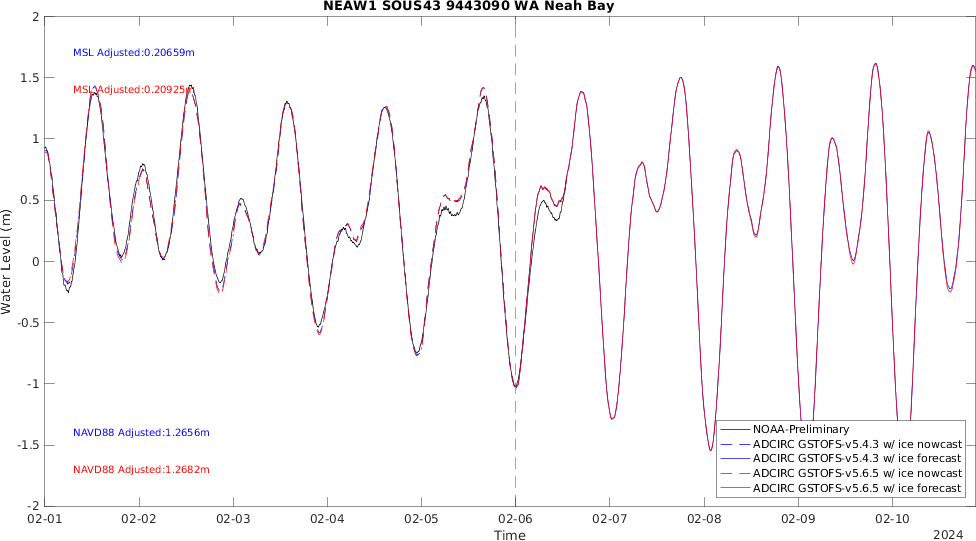 NEAW1 SOUS43 9443090 WA Neah Bay
2
1.5
1
0.5
0
-0.5
-1
-1.5
-2
Water Level (m)
MSL Adjusted:0.20659m
MSL Adjusted:0.20925m
NAVD88 Adjusted:1.2656m
NAVD88 Adjusted:1.2682m
NOAA-Preliminary
ADCIRC GSTOFS-v5.4.3 w/ ice nowcast
ADCIRC GSTOFS-v5.4.3 w/ ice forecast
ADCIRC GSTOFS-v5.6.5 w/ ice nowcast
ADCIRC GSTOFS-v5.6.5 w/ ice forecast
02-01 02-02 02-03 02-04 02-05 02-06 02-07 02-08 02-09 02-10
Time
2024